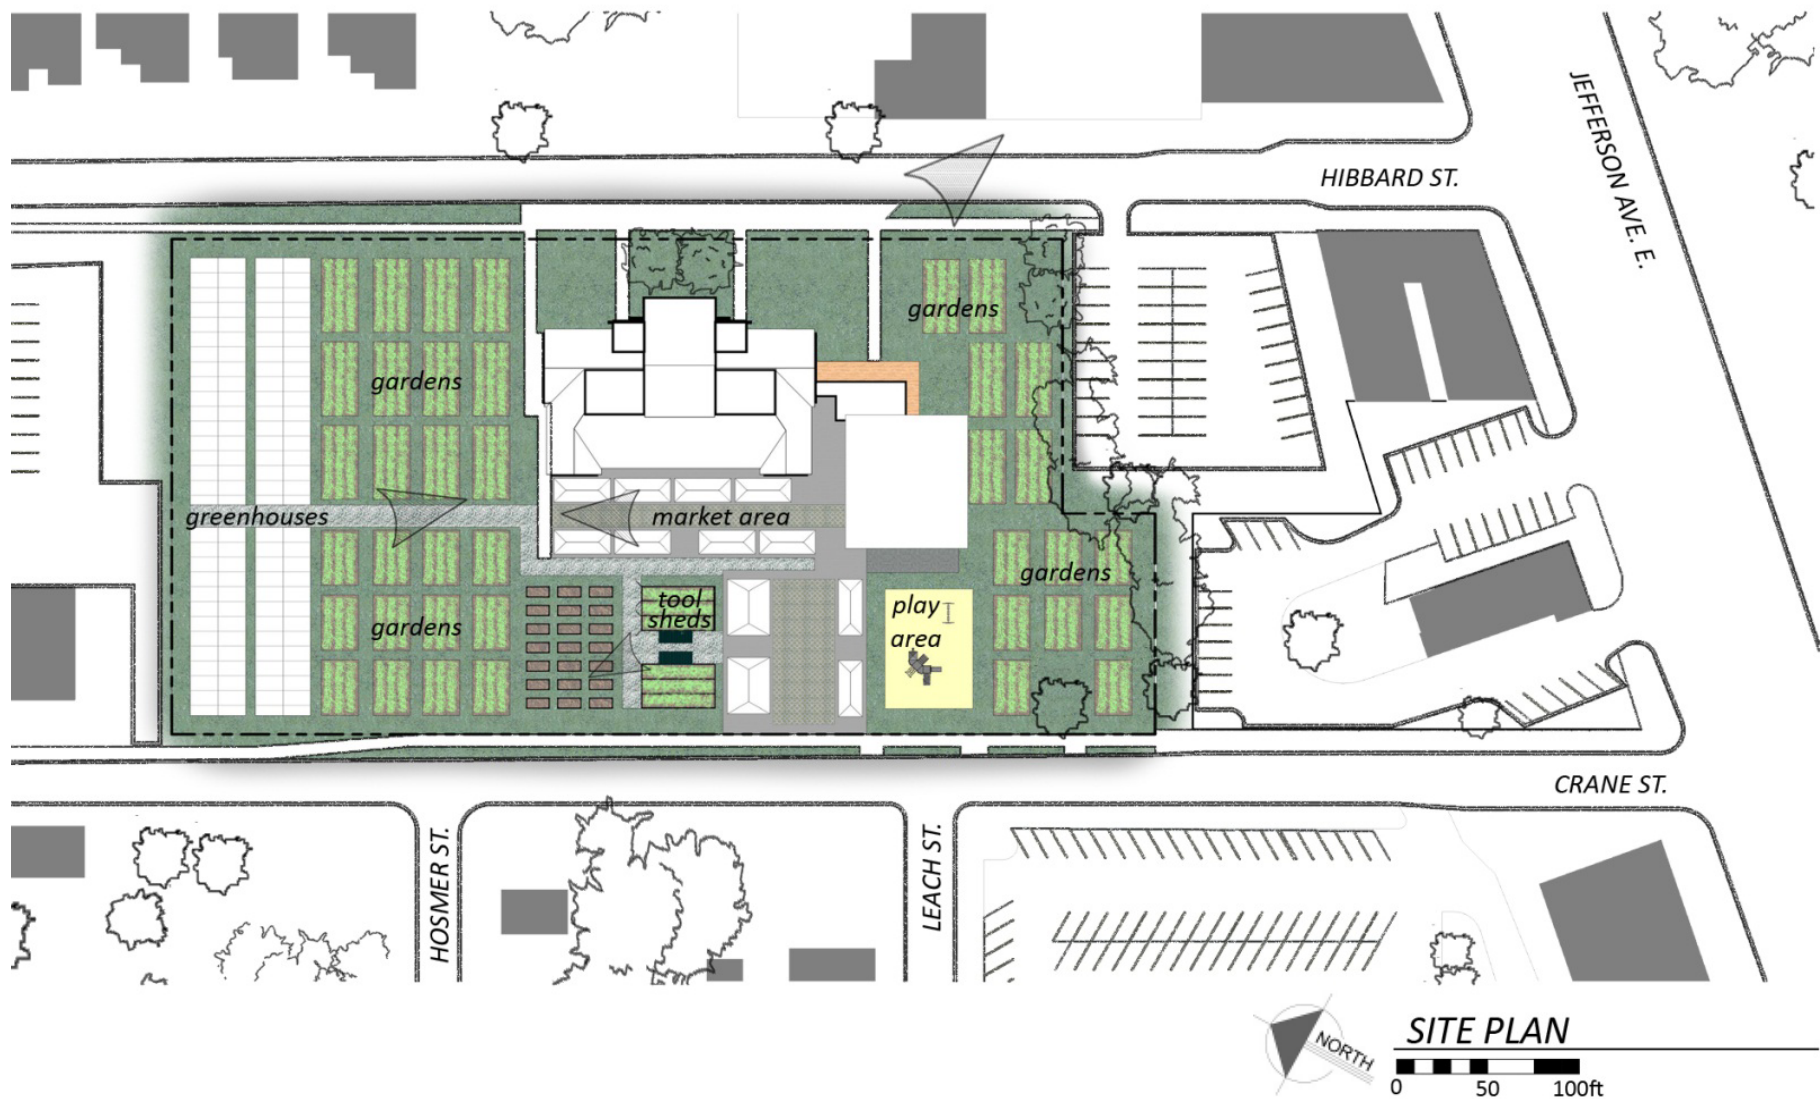 JEFFERSON AVE. E.
HIBBARD ST.
gardens
gardens
greenhouses
market area
gardens
tool
sheds
play
area
gardens
CRANE ST.
HOSMER ST.
LEACH ST.
NORTH
SITE PLAN
0 50 100ft